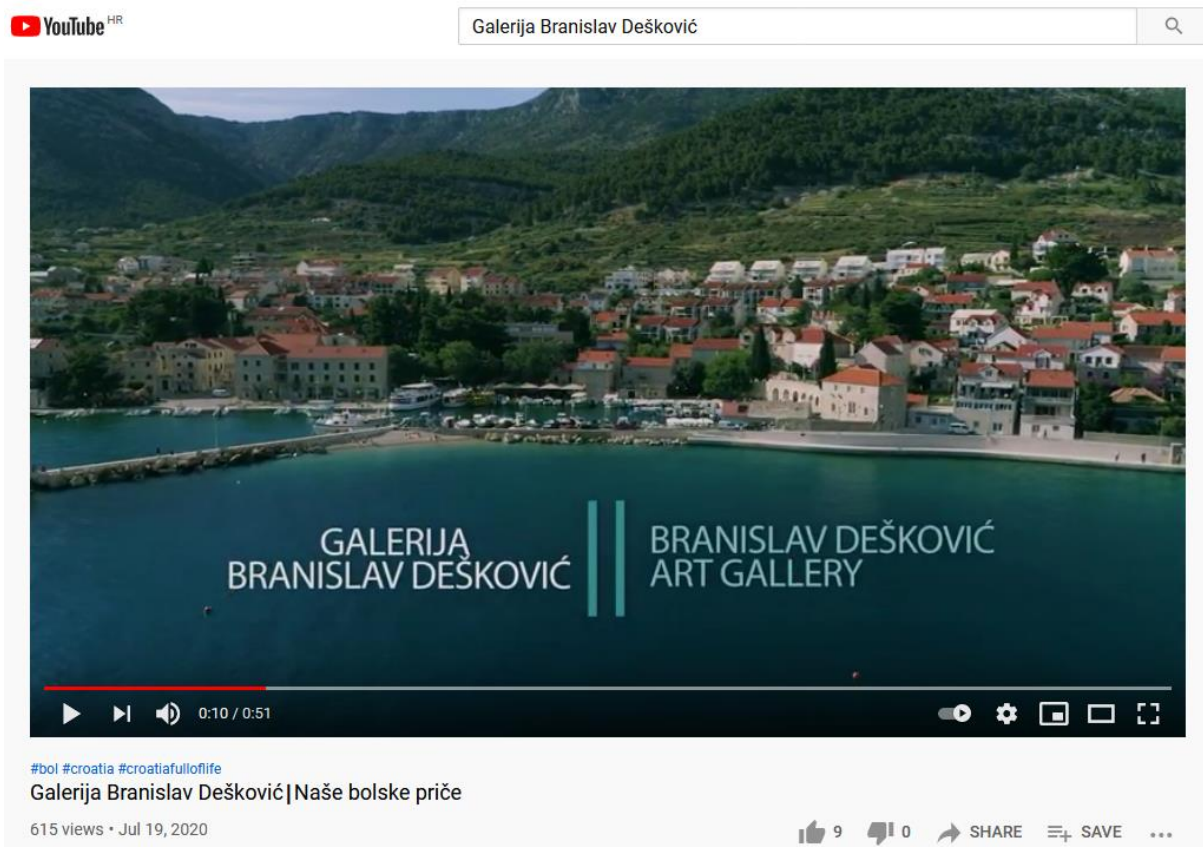 YouTube HR
Galerija Branislav Dešković
GALERIJA
BRANISLAV DEŠKOVIĆ
BRANISLAV DEŠKOVIĆ
ART GALLERY
0:10 / 0:51
#bol #croatia #croatiafulloflife
Galerija Branislav Dešković|Naše bolske priče
615 views • Jul 19, 2020
9 0 SHARE SAVE